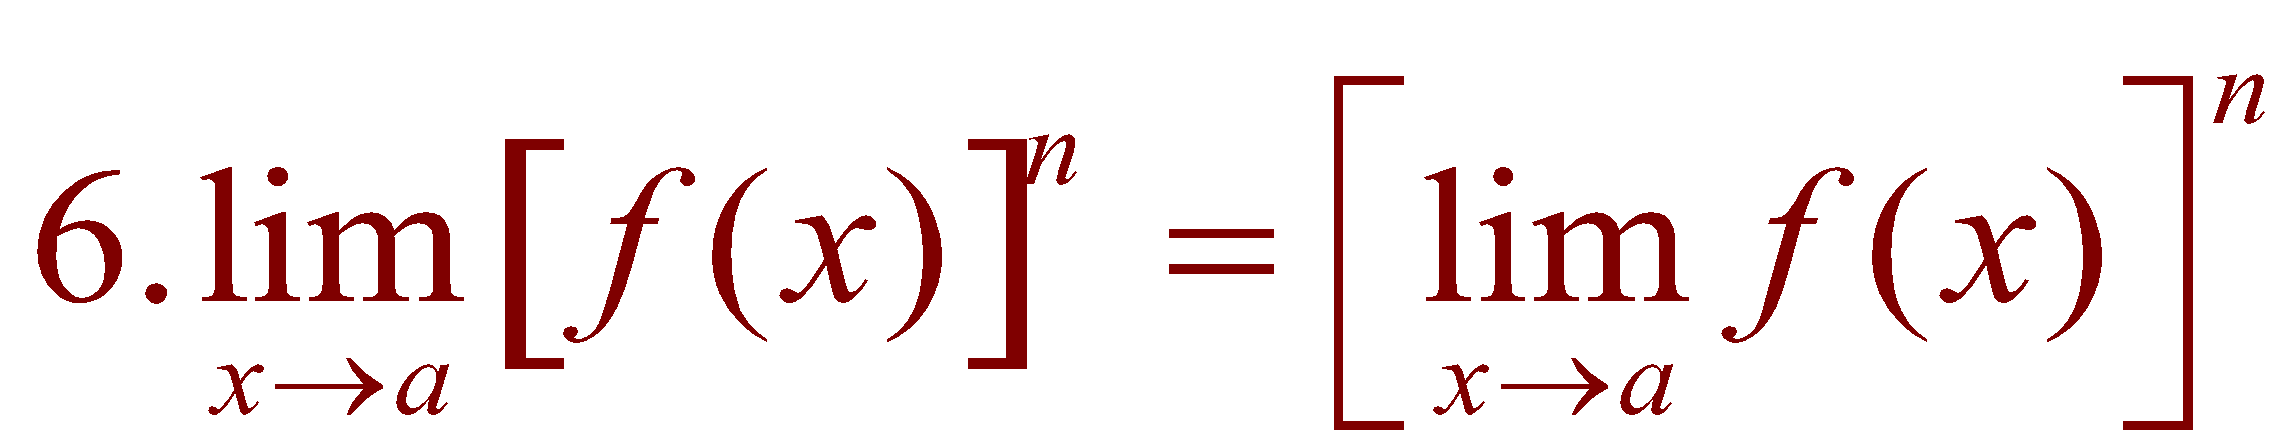 6. lim_{x→a} [f(x)]^n = [lim_{x→a} f(x)]^n